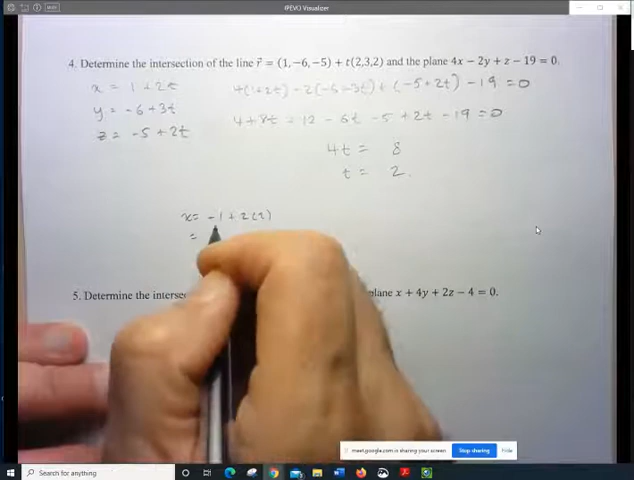 IPEVO Visualizer
4. Determine the intersection of the line r⃗ = (1,−6,−5) + t(2,3,2) and the plane 4x − 2y + z − 19 = 0.
x = 1 + 2t
4(1+2t) - 2(-6+3t) + (-5+2t) - 19 = 0
y = -6 + 3t
4 + 8t + 12 - 6t - 5 + 2t - 19 = 0
z = -5 + 2t
4t = 8
t = 2.
x = -1 + 2(2)
=
5. Determine the interse
plane x + 4y + 2z − 4 = 0.
meet.google.com is sharing your screen. Stop sharing Hide
Search for anything